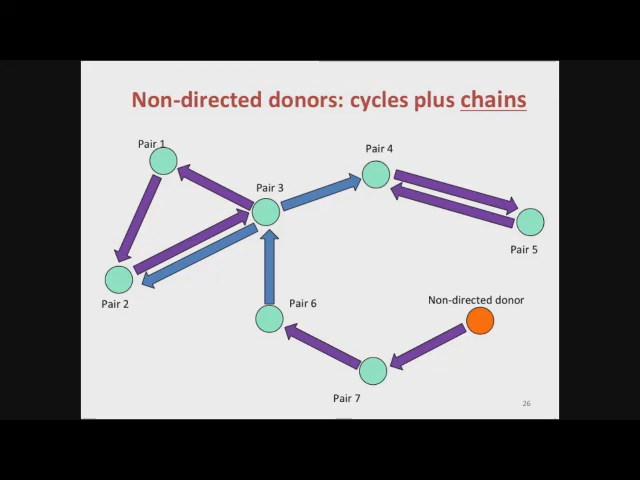 Non-directed donors: cycles plus chains
Pair 1
Pair 4
Pair 3
Pair 5
Pair 2
Pair 6
Non-directed donor
Pair 7
26